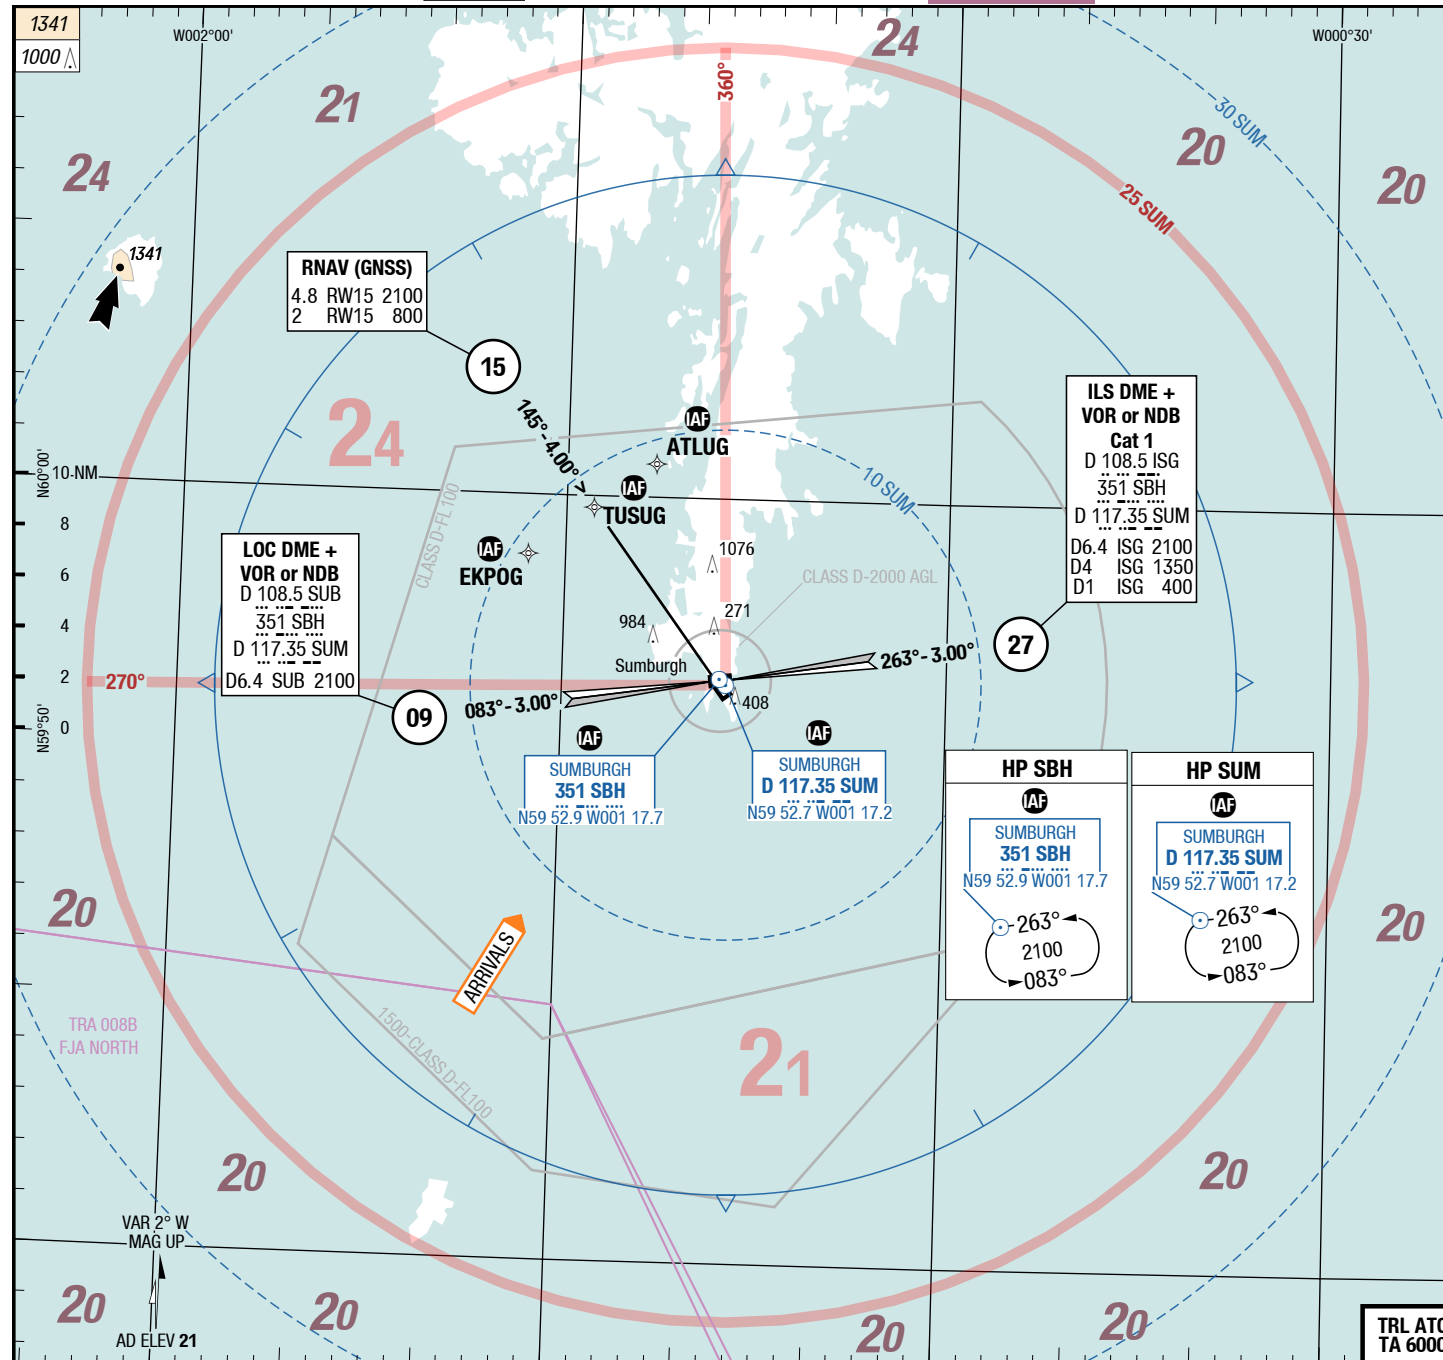 1341
1000
W002°00'
W000°30'
24
21
360°
30 SUM
24
20
20
25 SUM
1341
RNAV (GNSS)
4.8 RW15 2100
2 RW15 800
15
145°-4.00° >
24
IAF
ATLUG
IAF
TUSUG
IAF
EKPOG
10 SUM
ILS DME +
VOR or NDB
Cat 1
D 108.5 ISG
351 SBH
D 117.35 SUM
D6.4 ISG 2100
D4 ISG 1350
D1 ISG 400
27
263°-3.00°
N60°00'
10 NM
8
6
4
2
0
N59°50'
CLASS D-FL100
LOC DME +
VOR or NDB
D 108.5 SUB
351 SBH
D 117.35 SUM
D6.4 SUB 2100
09
083°-3.00°
270°
1076
CLASS D-2000 AGL
271
984
Sumburgh
408
IAF
SUMBURGH
351 SBH
N59 52.9 W001 17.7
IAF
SUMBURGH
D 117.35 SUM
N59 52.7 W001 17.2
HP SBH
IAF
SUMBURGH
351 SBH
N59 52.9 W001 17.7
263°
2100
083°
HP SUM
IAF
SUMBURGH
D 117.35 SUM
N59 52.7 W001 17.2
263°
2100
083°
20
20
ARRIVALS
TRA 008B
FJA NORTH
1500-CLASS D-FL100
21
20
20
VAR 2° W
MAG UP
20
20
20
20
AD ELEV 21
TRL ATC
TA 6000